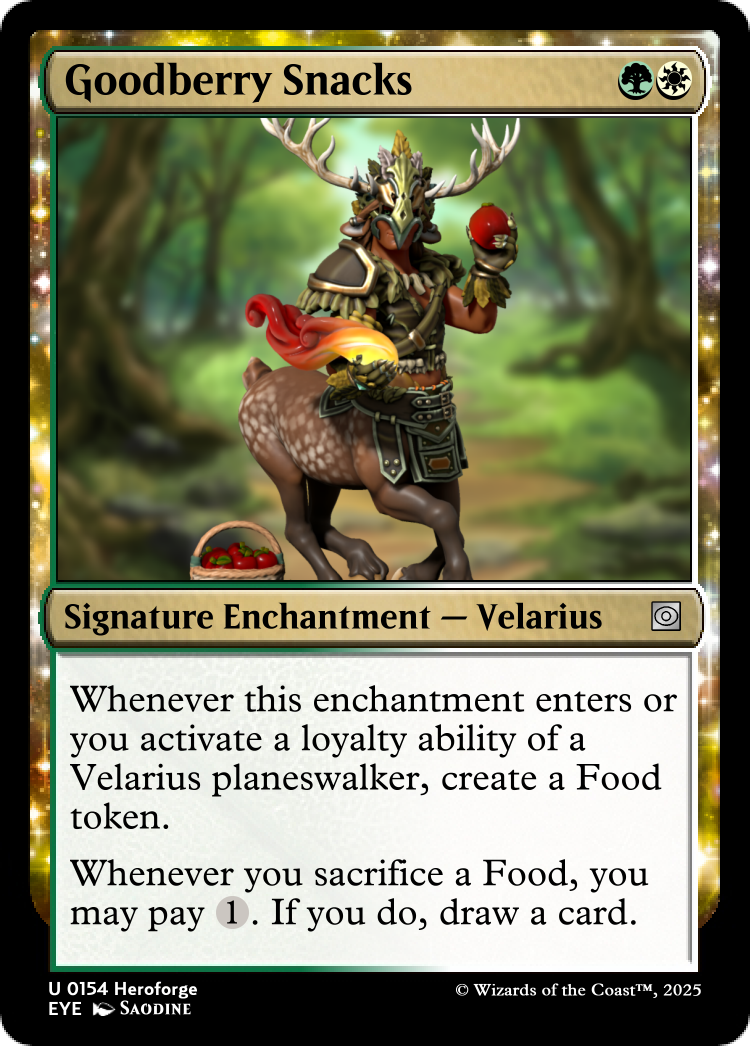 Goodberry Snacks
Signature Enchantment — Velarius
Whenever this enchantment enters or
you activate a loyalty ability of a
Velarius planeswalker, create a Food
token.
Whenever you sacrifice a Food, you
may pay 1. If you do, draw a card.
U 0154 Heroforge
EYE Saodine
© Wizards of the Coast™, 2025